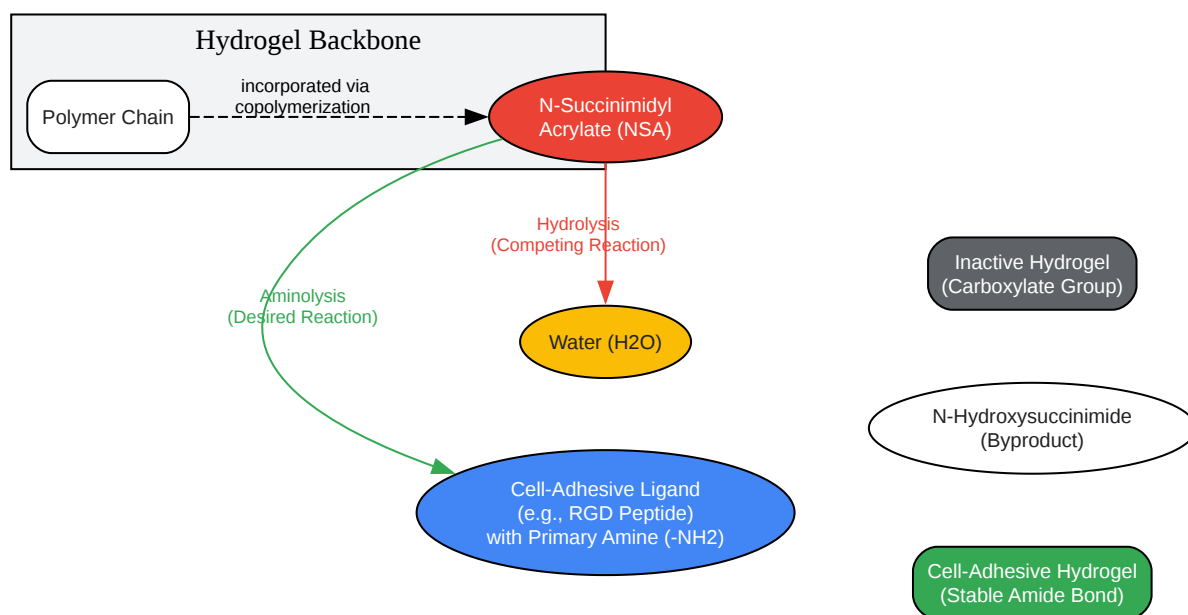 Hydrogel Backbone
Polymer Chain
incorporated via
copolymerization
N-Succinimidyl
Acrylate (NSA)
Hydrolysis
(Competing Reaction)
Aminolysis
(Desired Reaction)
Water (H2O)
Cell-Adhesive Ligand
(e.g., RGD Peptide)
with Primary Amine (-NH2)
Inactive Hydrogel
(Carboxylate Group)
N-Hydroxysuccinimide
(Byproduct)
Cell-Adhesive Hydrogel
(Stable Amide Bond)